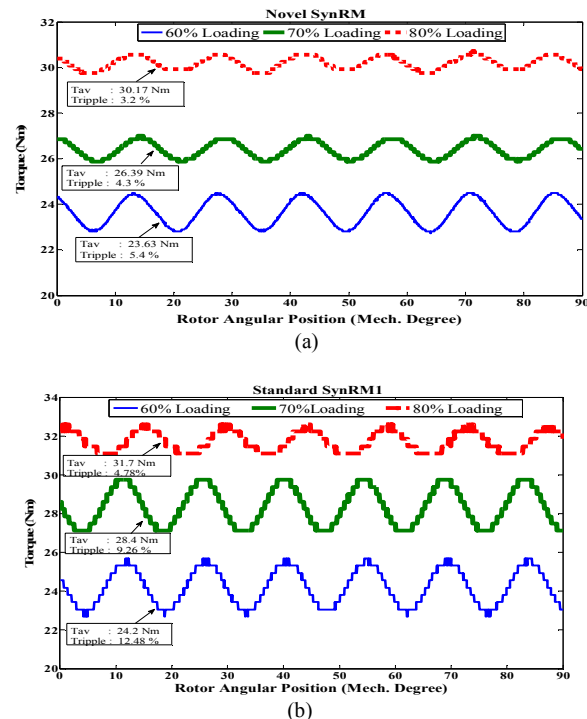 Novel SynRM
60% Loading 70% Loading 80% Loading
32
30
28
26
24
22
20
Torque (Nm)
Tav : 30.17 Nm
Tripple : 3.2 %
Tav : 26.39 Nm
Tripple : 4.3 %
Tav : 23.63 Nm
Tripple : 5.4 %
0 10 20 30 40 50 60 70 80 90
Rotor Angular Position (Mech. Degree)
(a)
Standard SynRM1
60% Loading 70%Loading 80% Loading
34
32
30
28
26
24
22
20
Torque (Nm)
Tav : 31.7 Nm
Tripple : 4.78%
Tav : 28.4 Nm
Tripple : 9.26 %
Tav : 24.2 Nm
Tripple : 12.48 %
0 10 20 30 40 50 60 70 80 90
Rotor Angular Position (Mech. Degree)
(b)